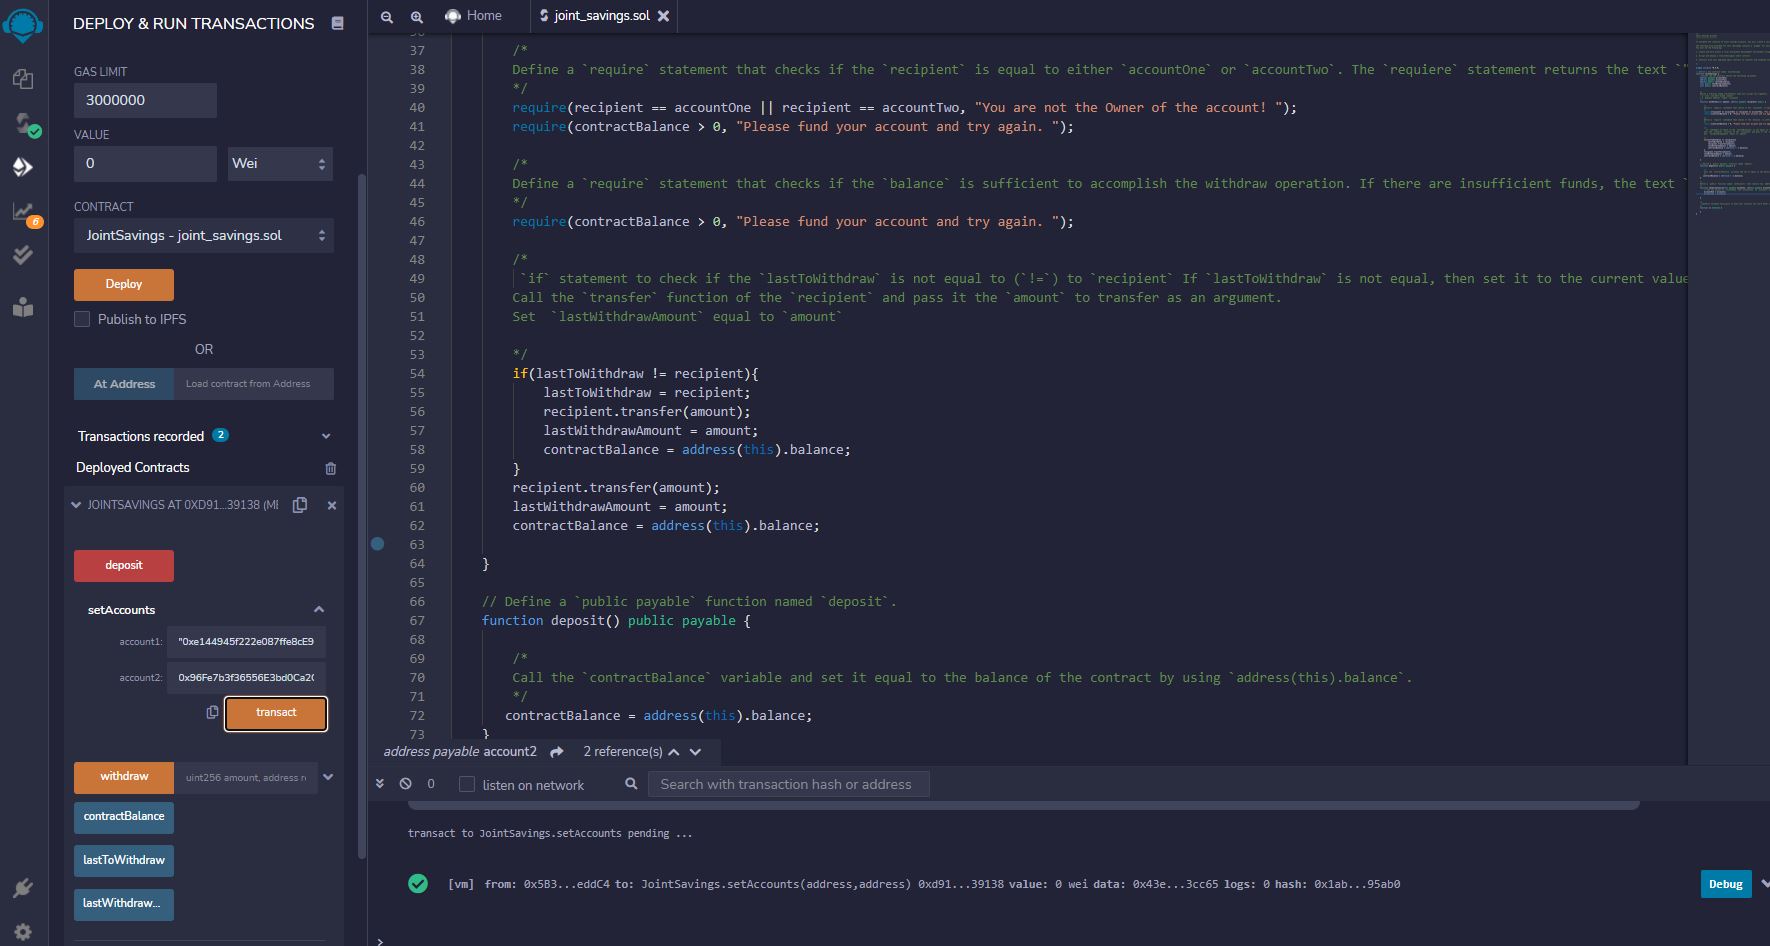 DEPLOY & RUN TRANSACTIONS
GAS LIMIT
3000000
VALUE
0
Wei
CONTRACT
JointSavings - joint_savings.sol
Deploy
Publish to IPFS
OR
At Address
Load contract from Address
Transactions recorded 2
Deployed Contracts
JOINTSAVINGS AT 0XD91...39138 (ME
deposit
setAccounts
account1: "0xe144945f222e087ffe8cE9
account2: 0x96Fe7b3f36556E3bd0Ca2(
transact
withdraw
uint256 amount, address re
contractBalance
lastToWithdraw
lastWithdraw...
6
Home
joint_savings.sol
36
37 /*
38 Define a `require` statement that checks if the `recipient` is equal to either `accountOne` or `accountTwo`. The `requiere` statement returns the text `"
39 */
40 require(recipient == accountOne || recipient == accountTwo, "You are not the Owner of the account! ");
41 require(contractBalance > 0, "Please fund your account and try again. ");
42
43 /*
44 Define a `require` statement that checks if the `balance` is sufficient to accomplish the withdraw operation. If there are insufficient funds, the text `
45 */
46 require(contractBalance > 0, "Please fund your account and try again. ");
47
48 /*
49 `if` statement to check if the `lastToWithdraw` is not equal to (`!=`) to `recipient` If `lastToWithdraw` is not equal, then set it to the current value
50 Call the `transfer` function of the `recipient` and pass it the `amount` to transfer as an argument.
51 Set  `lastWithdrawAmount` equal to `amount`
52
53 */
54 if(lastToWithdraw != recipient){
55 lastToWithdraw = recipient;
56 recipient.transfer(amount);
57 lastWithdrawAmount = amount;
58 contractBalance = address(this).balance;
59 }
60 recipient.transfer(amount);
61 lastWithdrawAmount = amount;
62 contractBalance = address(this).balance;
63
64 }
65
66 // Define a `public payable` function named `deposit`.
67 function deposit() public payable {
68
69 /*
70 Call the `contractBalance` variable and set it equal to the balance of the contract by using `address(this).balance`.
71 */
72 contractBalance = address(this).balance;
73 }
address payable account2 2 reference(s)
0
listen on network
Search with transaction hash or address
transact to JointSavings.setAccounts pending ...
[vm] from: 0x5B3...eddC4 to: JointSavings.setAccounts(address,address) 0xd91...39138 value: 0 wei data: 0x43e...3cc65 logs: 0 hash: 0x1ab...95ab0
Debug
>